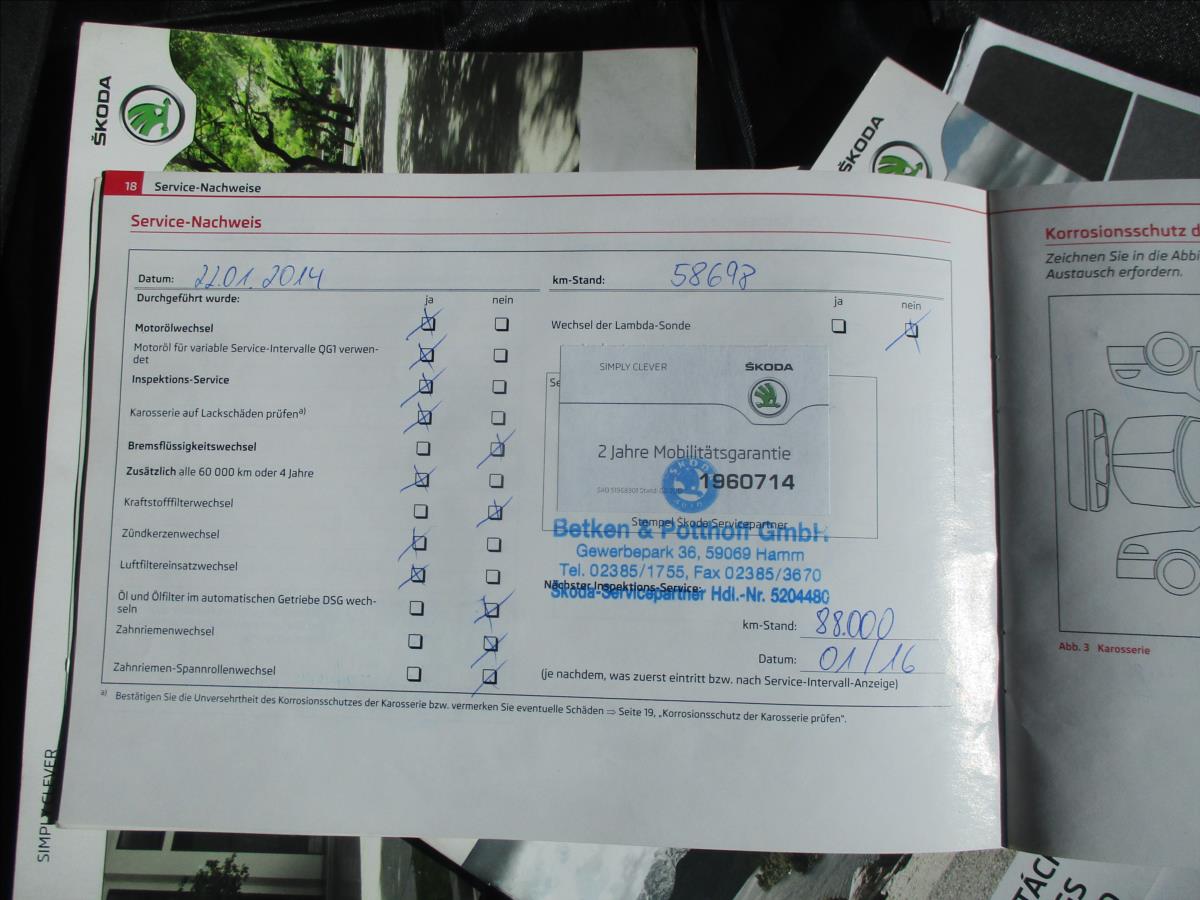 ŠKODA
ŠKODA
18 Service-Nachweise
Service-Nachweis
Datum: 22.01.2014
km-Stand: 58698
Durchgeführt wurde: ja nein
ja nein
Motorölwechsel
Wechsel der Lambda-Sonde
Motoröl für variable Service-Intervalle QG1 verwen-
det
Inspektions-Service
Karosserie auf Lackschäden prüfen a)
Bremsflüssigkeitswechsel
Zusätzlich alle 60 000 km oder 4 Jahre
Kraftstofffilterwechsel
Zündkerzenwechsel
Luftfiltereinsatzwechsel
Öl und Ölfilter im automatischen Getriebe DSG wech-
seln
Zahnriemenwechsel
Zahnriemen-Spannrollenwechsel
Se
SIMPLY CLEVER ŠKODA
2 Jahre Mobilitätsgarantie
1960714
Stempel Škoda Servicepartner
Betken & Potthoff GmbH
Gewerbepark 36, 59069 Hamm
Tel. 02385/1755, Fax 02385/3670
Nächster Inspektions-Service:
Skoda-Servicepartner Hdl.-Nr. 5204480
km-Stand: 88.000
Datum: 01/16
(je nachdem, was zuerst eintritt bzw. nach Service-Intervall-Anzeige)
a) Bestätigen Sie die Unversehrtheit des Korrosionsschutzes der Karosserie bzw. vermerken Sie eventuelle Schäden ⇒ Seite 19, „Korrosionsschutz der Karosserie prüfen".
Korrosionsschutz d
Zeichnen Sie in die Abbi
Austausch erfordern.
Abb. 3 Karosserie
SIMPLY CLEVER